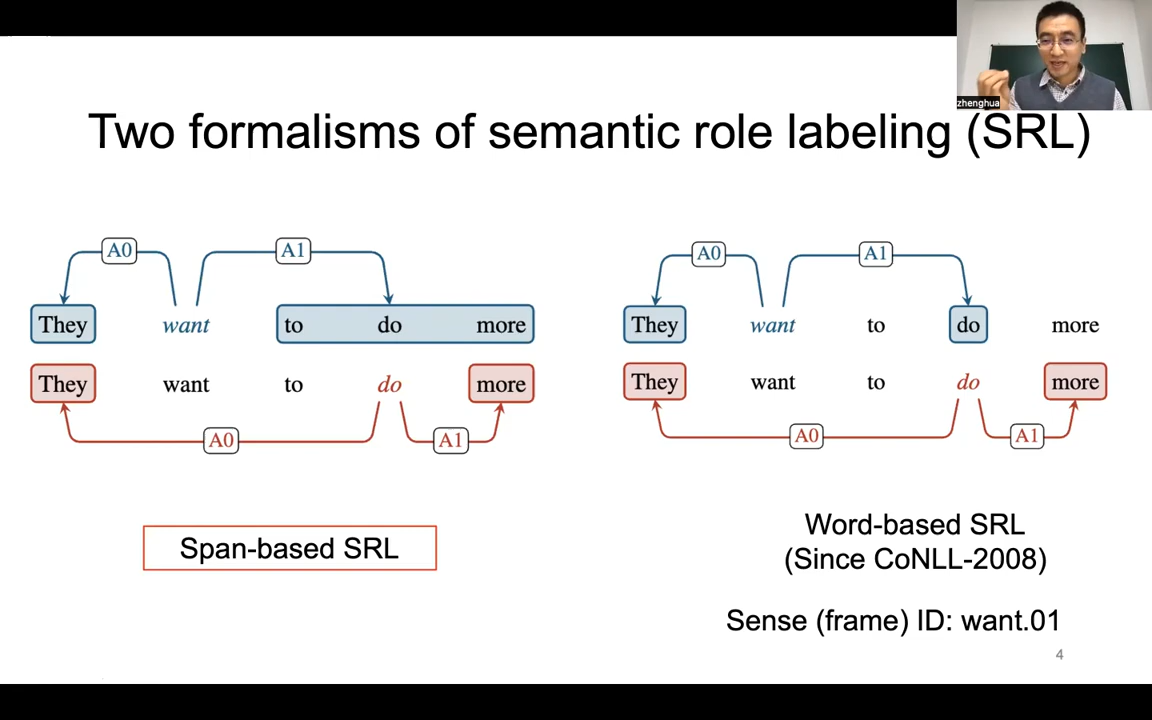 zhenghua
Two formalisms of semantic role labeling (SRL)
A0 A1
They want to do more
They want to do more
A0 A1
Span-based SRL
A0 A1
They want to do more
They want to do more
A0 A1
Word-based SRL
(Since CoNLL-2008)
Sense (frame) ID: want.01
4